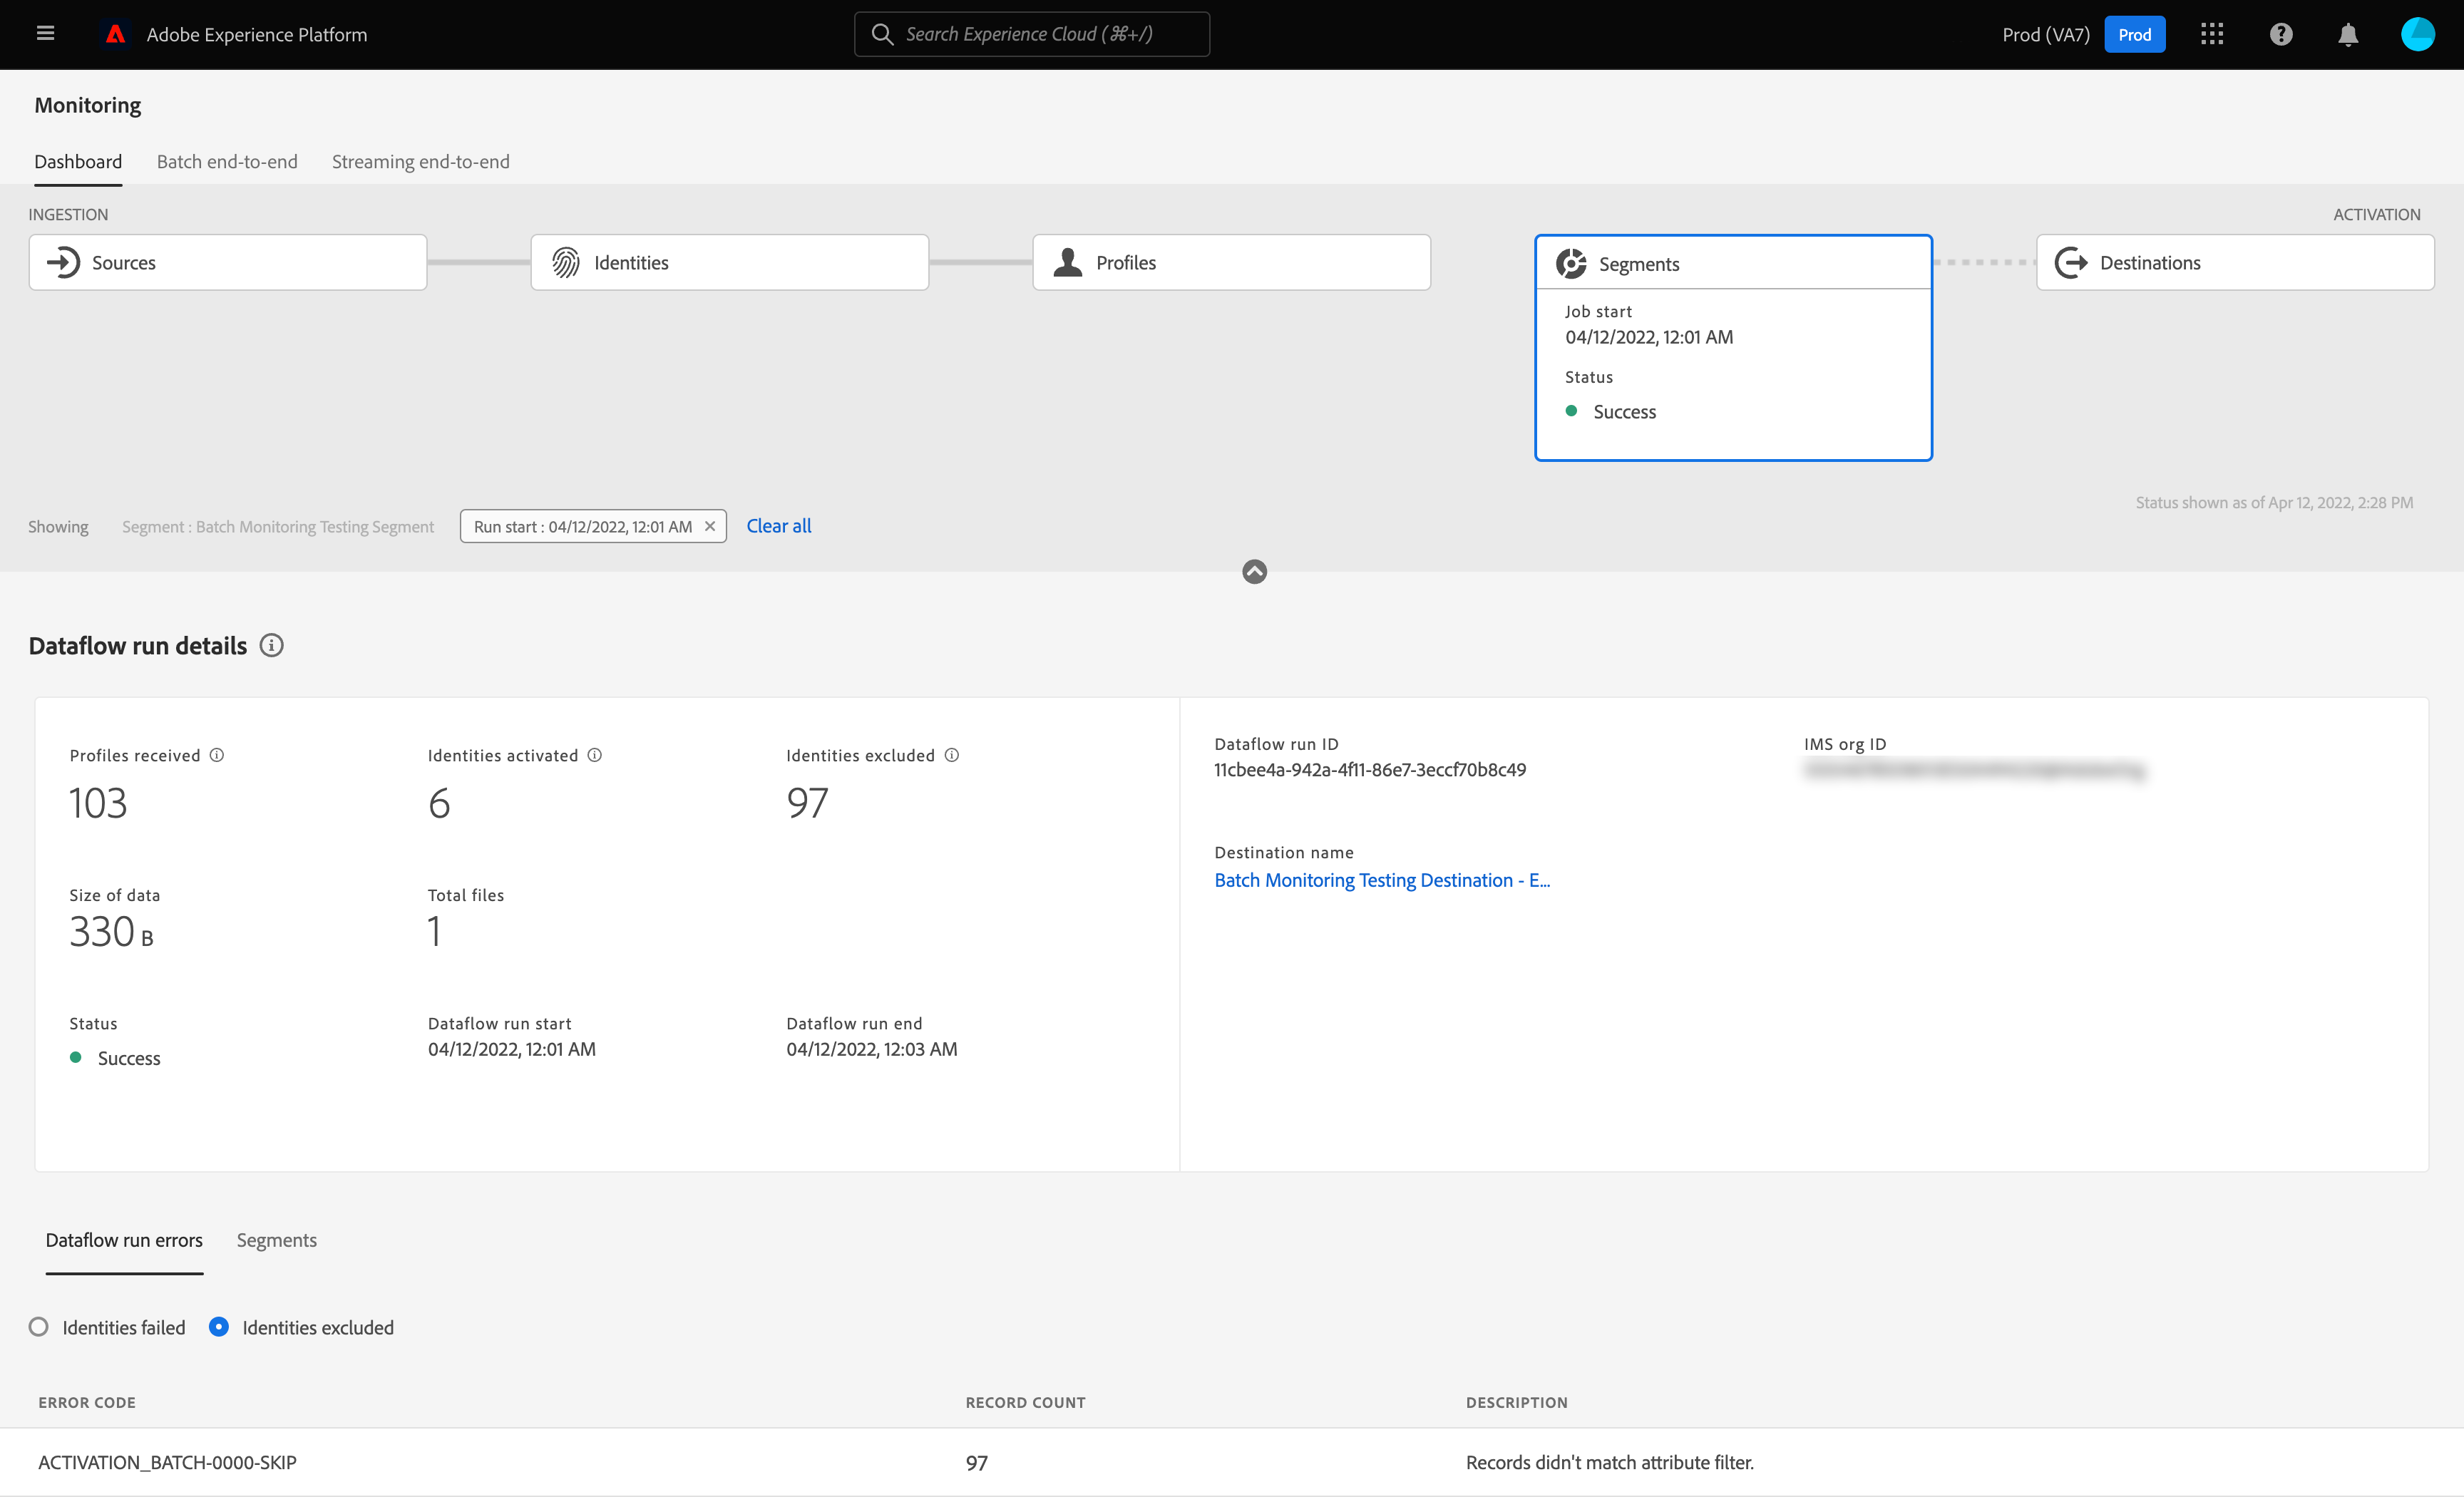 Adobe Experience Platform
Search Experience Cloud (⌘+/)
Prod (VA7)
Prod
Monitoring
Dashboard
Batch end-to-end
Streaming end-to-end
INGESTION
ACTIVATION
Sources
Identities
Profiles
Segments
Destinations
Job start
04/12/2022, 12:01 AM
Status
Success
Status shown as of Apr 12, 2022, 2:28 PM
Showing
Segment : Batch Monitoring Testing Segment
Run start : 04/12/2022, 12:01 AM
Clear all
Dataflow run details
Profiles received
103
Identities activated
6
Identities excluded
97
Size of data
330 B
Total files
1
Status
Success
Dataflow run start
04/12/2022, 12:01 AM
Dataflow run end
04/12/2022, 12:03 AM
Dataflow run ID
11cbee4a-942a-4f11-86e7-3eccf70b8c49
IMS org ID
Destination name
Batch Monitoring Testing Destination - E...
Dataflow run errors
Segments
Identities failed
Identities excluded
ERROR CODE
RECORD COUNT
DESCRIPTION
ACTIVATION_BATCH-0000-SKIP
97
Records didn't match attribute filter.